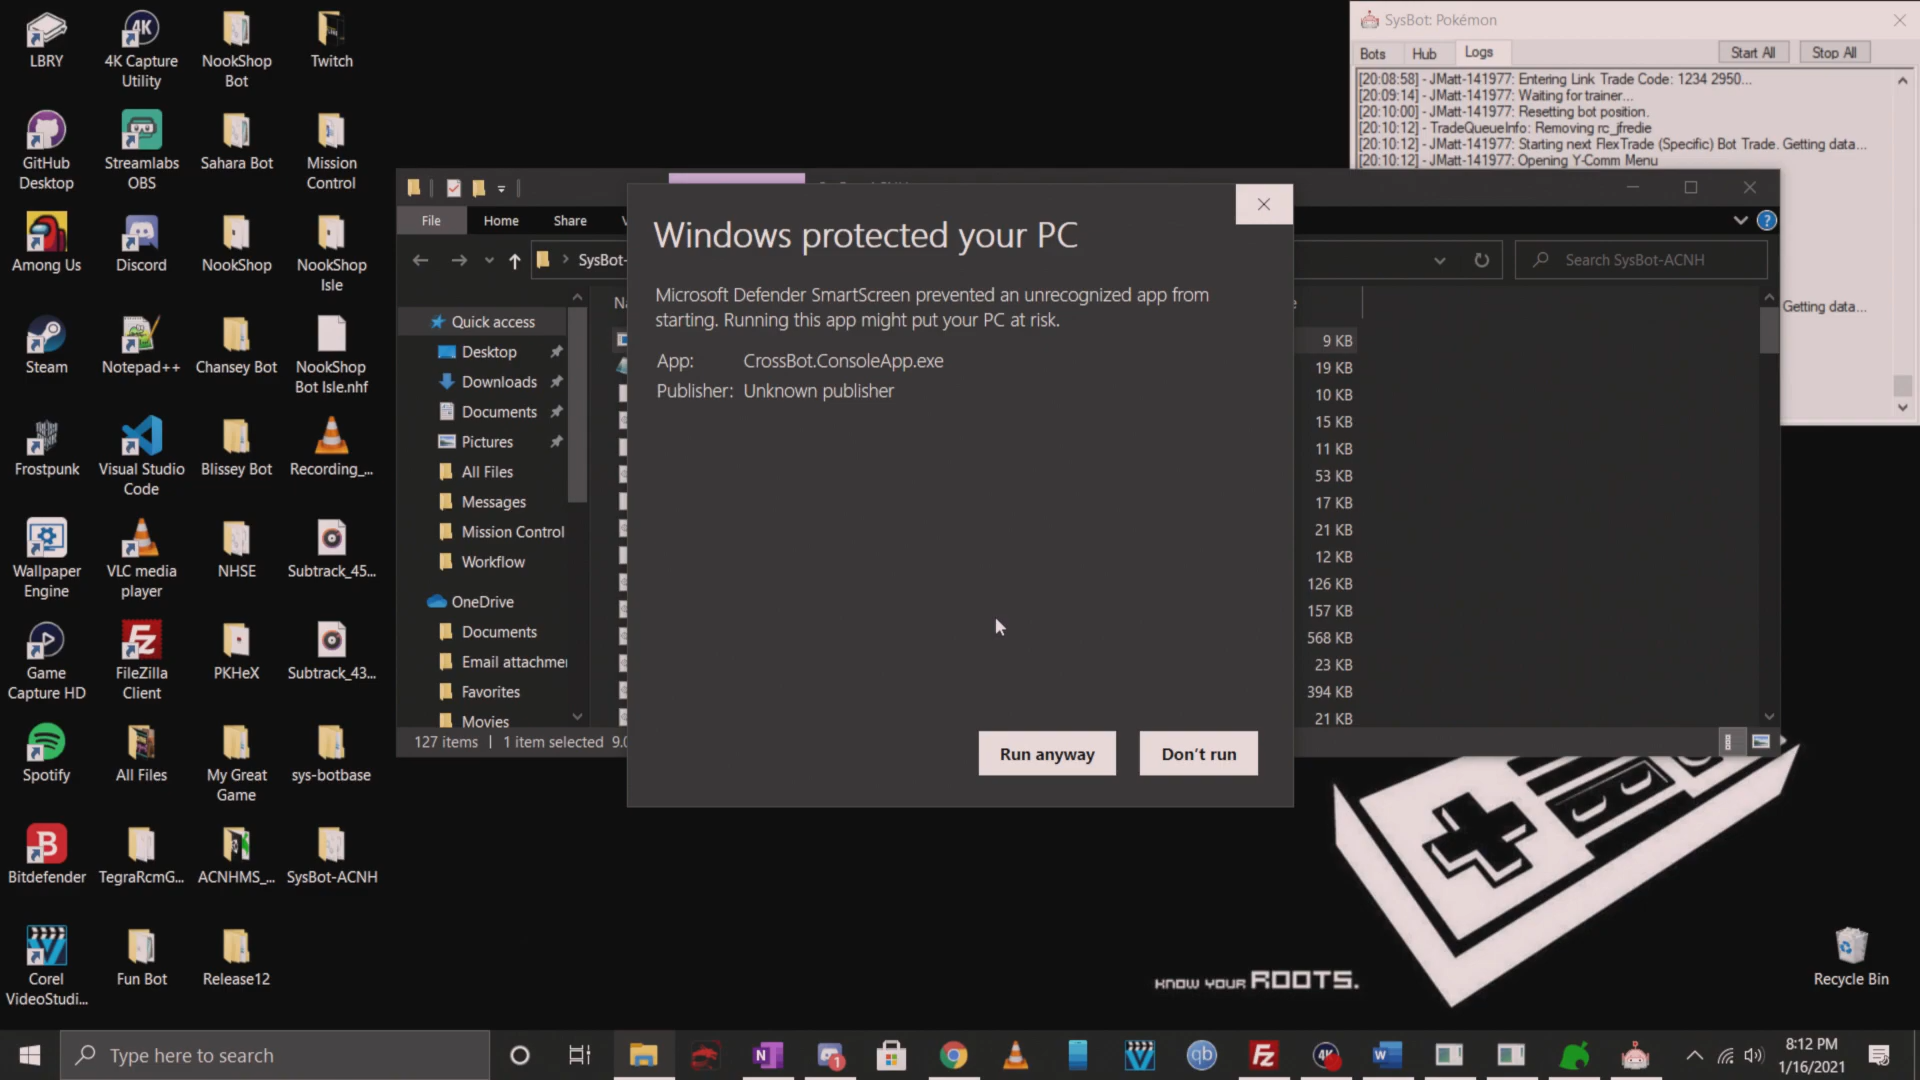 LBRY
4K Capture
Utility
NookShop
Bot
Twitch
GitHub
Desktop
Streamlabs
OBS
Sahara Bot
Mission
Control
Among Us
Discord
NookShop
NookShop
Isle
Steam
Notepad++
Chansey Bot
NookShop
Bot Isle.nhf
Frostpunk
Visual Studio
Code
Blissey Bot
Recording_...
Wallpaper
Engine
VLC media
player
NHSE
Subtrack_45...
Game
Capture HD
FileZilla
Client
PKHeX
Subtrack_43...
Spotify
All Files
My Great
Game
sys-botbase
Bitdefender
TegraRcmG...
ACNHMS_...
SysBot-ACNH
Corel
VideoStudi...
Fun Bot
Release12
SysBot: Pokémon
Bots Hub Logs Start All Stop All
[20:08:58] - JMatt-141977: Entering Link Trade Code: 1234 2950...
[20:09:14] - JMatt-141977: Waiting for trainer...
[20:10:00] - JMatt-141977: Resetting bot position.
[20:10:12] - TradeQueueInfo: Removing rc_jfredie
[20:10:12] - JMatt-141977: Starting next FlexTrade (Specific) Bot Trade. Getting data...
[20:10:12] - JMatt-141977: Opening Y-Comm Menu
Getting data...
File Home Share
SysBot-
Search SysBot-ACNH
Quick access
Desktop
Downloads
Documents
Pictures
All Files
Messages
Mission Control
Workflow
OneDrive
Documents
Email attachmer
Favorites
Movies
9 KB
19 KB
10 KB
15 KB
11 KB
53 KB
17 KB
21 KB
12 KB
126 KB
157 KB
568 KB
23 KB
394 KB
21 KB
127 items 1 item selected 9.0
Windows protected your PC
Microsoft Defender SmartScreen prevented an unrecognized app from
starting. Running this app might put your PC at risk.
App: CrossBot.ConsoleApp.exe
Publisher: Unknown publisher
Run anyway Don't run
KNOW YOUR ROOTS.
Recycle Bin
Type here to search
8:12 PM
1/16/2021